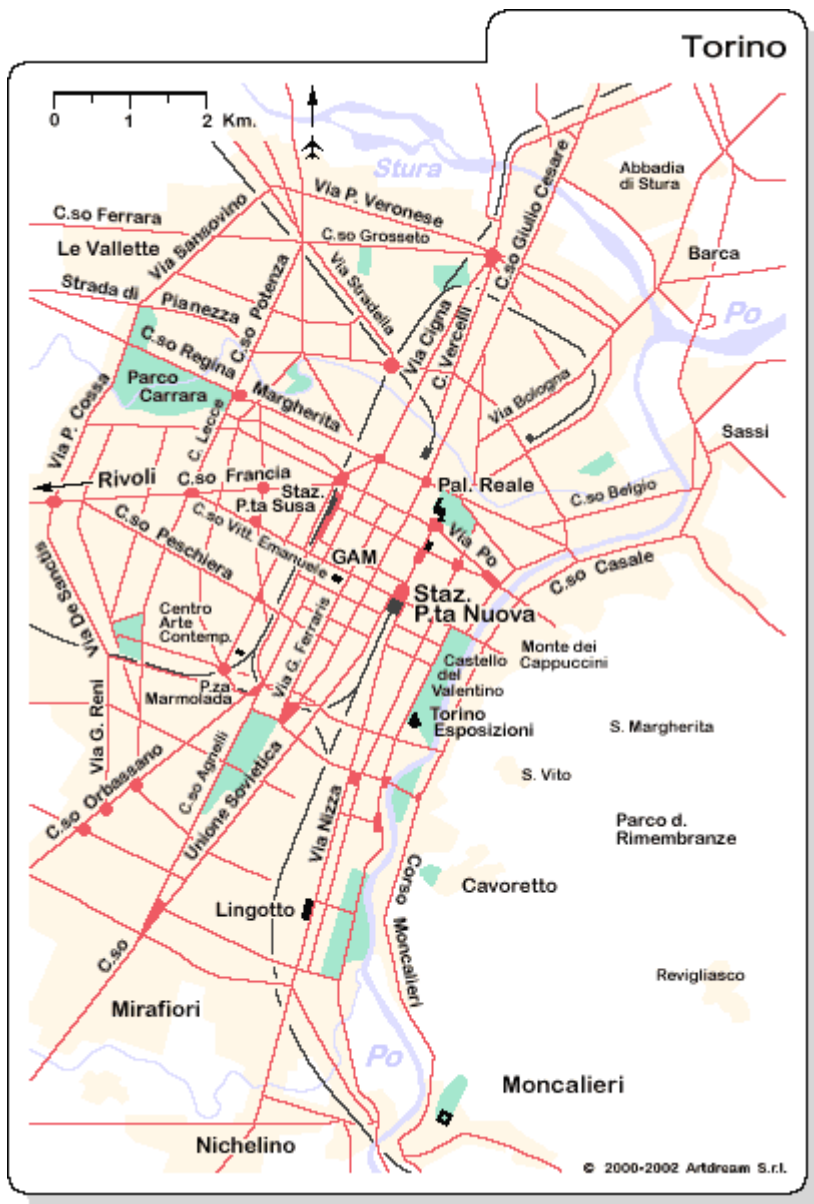 Torino
0 1 2 Km.
Stura
Abbadia
di Stura
Via P. Veronese
C.so Giulio Cesare
C.so Ferrara
Via Sansovino
C.so Grosseto
Le Vallette
Barca
Via Stradella
Strada di Pianezza
C.so Potenza
Via Cigna
C. Vercelli
Po
C.so Regina Margherita
Parco
Carrara
Via Bologna
Via P. Cossa
C. Lecce
Sassi
Rivoli
C.so Francia
Staz.
P.ta Susa
Pal. Reale
C.so Belgio
C.so Vitt. Emanuele
C.so Peschiera
Via Po
GAM
C.so Casale
Staz.
P.ta Nuova
Via De Sanctis
Centro
Arte
Contemp.
Via G. Ferraris
Monte dei
Cappuccini
Castello
del
Valentino
P.za
Marmolada
Via G. Reni
Torino
Esposizioni
S. Margherita
C.so Agnelli
S. Vito
C.so Orbassano
C.so Unione Sovietica
Via Nizza
Parco d.
Rimembranze
Cavoretto
Lingotto
Corso Moncalieri
Revigliasco
Mirafiori
Po
Moncalieri
Nichelino
© 2000-2002 Artdream S.r.l.